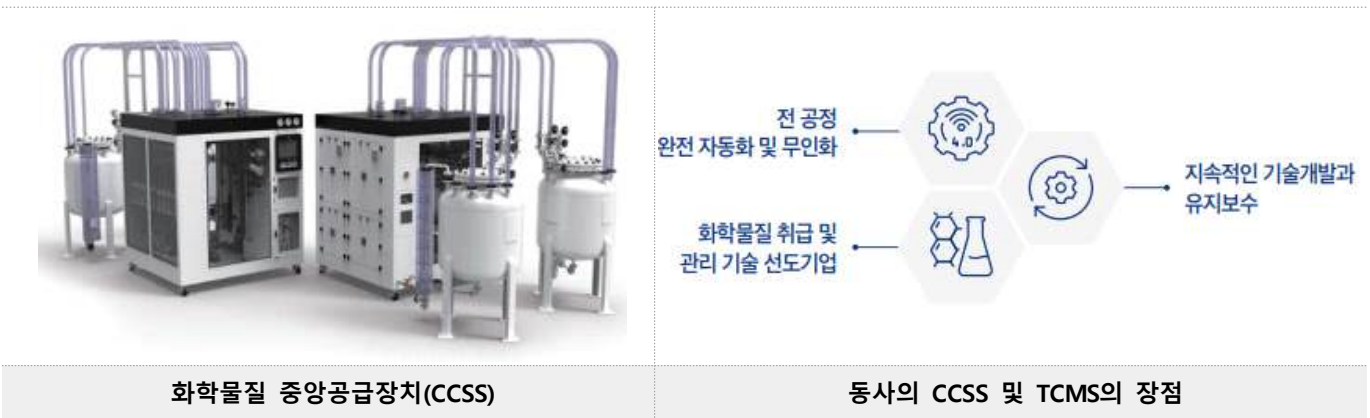 전 공정
완전 자동화 및 무인화
4.0
화학물질 취급 및
관리 기술 선도기업
지속적인 기술개발과
유지보수
화학물질 중앙공급장치(CCSS)
동사의 CCSS 및 TCMS의 장점